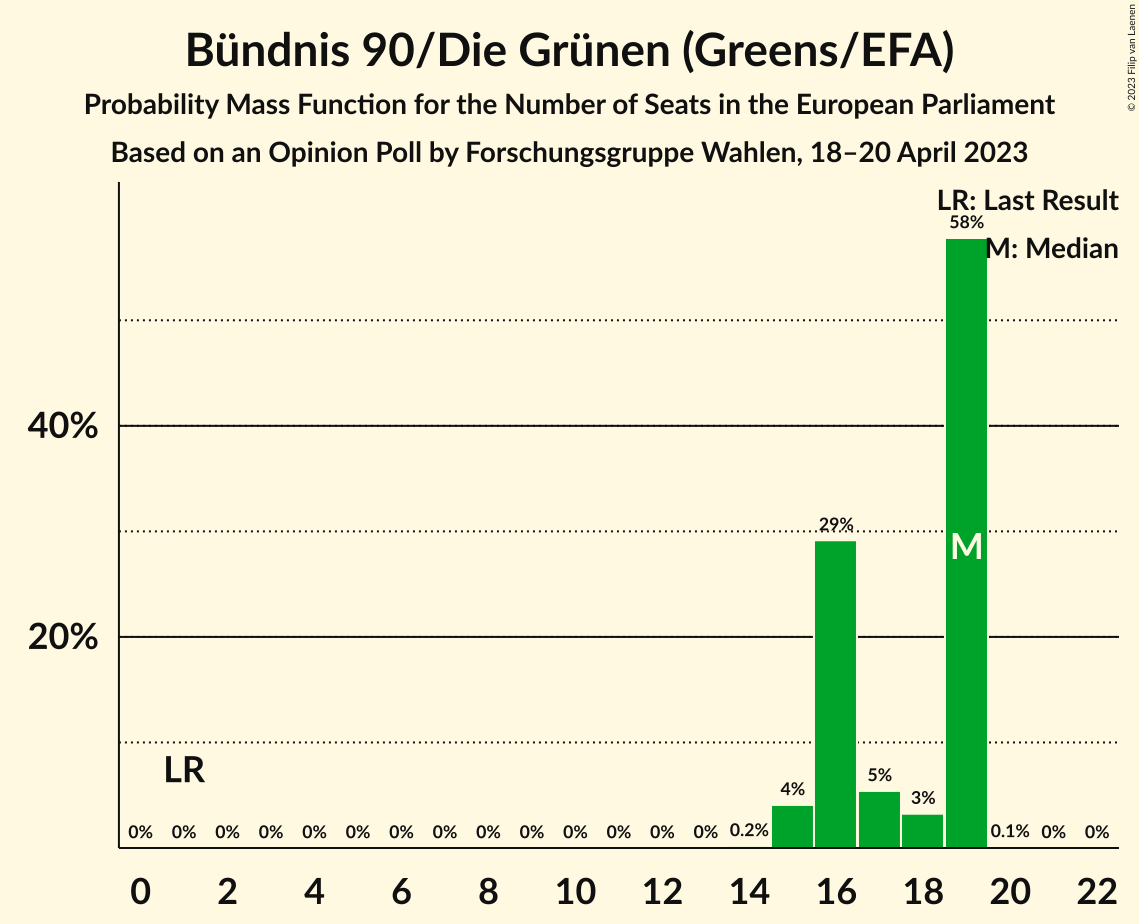 Bündnis 90/Die Grünen (Greens/EFA)
Probability Mass Function for the Number of Seats in the European Parliament
Based on an Opinion Poll by Forschungsgruppe Wahlen, 18–20 April 2023
© 2023 Filip van Laenen
LR: Last Result
58%
M: Median
40%
29%
M
20%
LR
4%
5%
3%
0% 0% 0% 0% 0% 0% 0% 0% 0% 0% 0% 0% 0% 0% 0.2% 0.1% 0% 0%
0 2 4 6 8 10 12 14 16 18 20 22